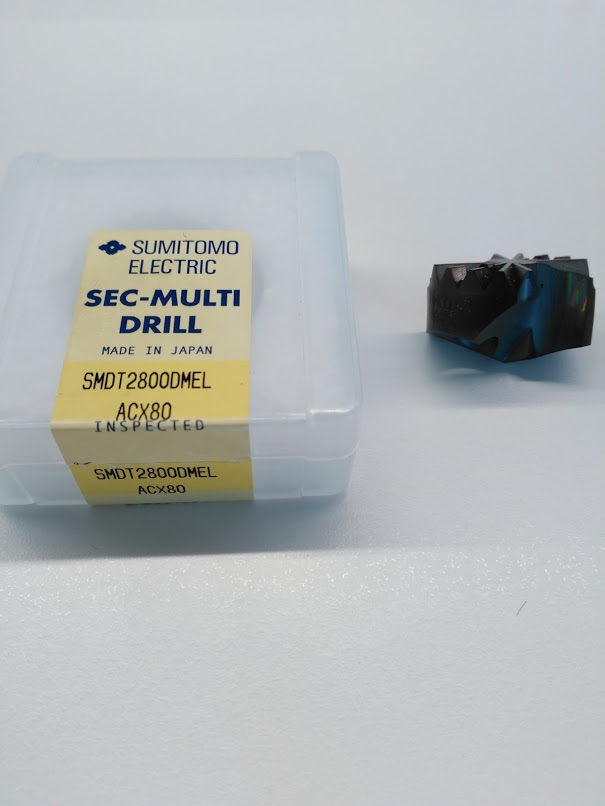 SUMITOMO
ELECTRIC
SEC-MULTI
DRILL
MADE IN JAPAN
SMDT2800DMEL
ACX80
INSPECTED
SMDT2800DMEL
ACX80